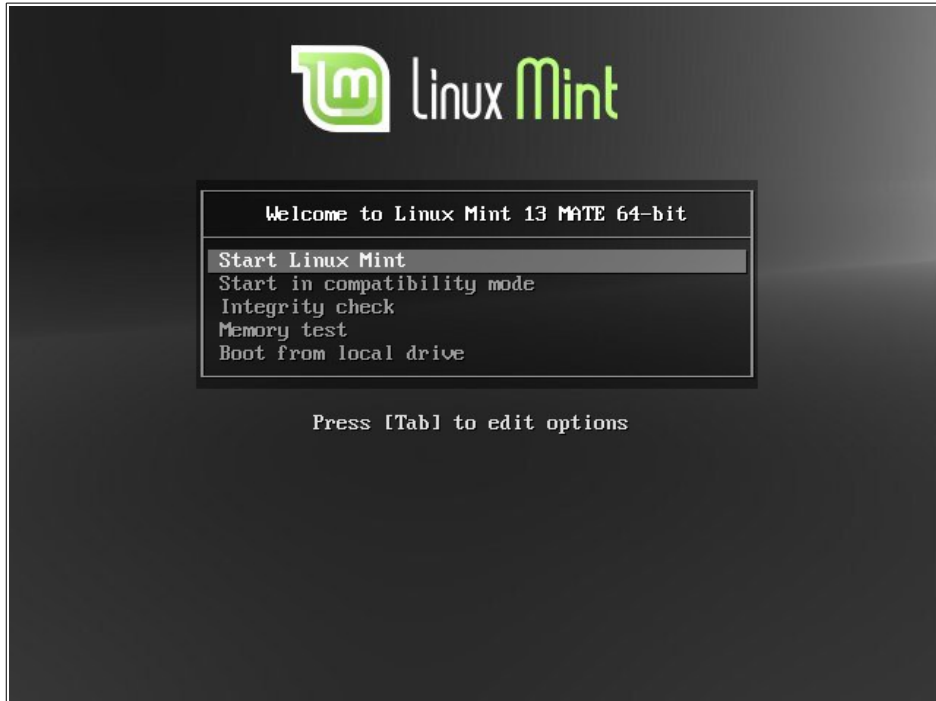 lm Linux Mint
Welcome to Linux Mint 13 MATE 64-bit
Start Linux Mint
Start in compatibility mode
Integrity check
Memory test
Boot from local drive
Press [Tab] to edit options